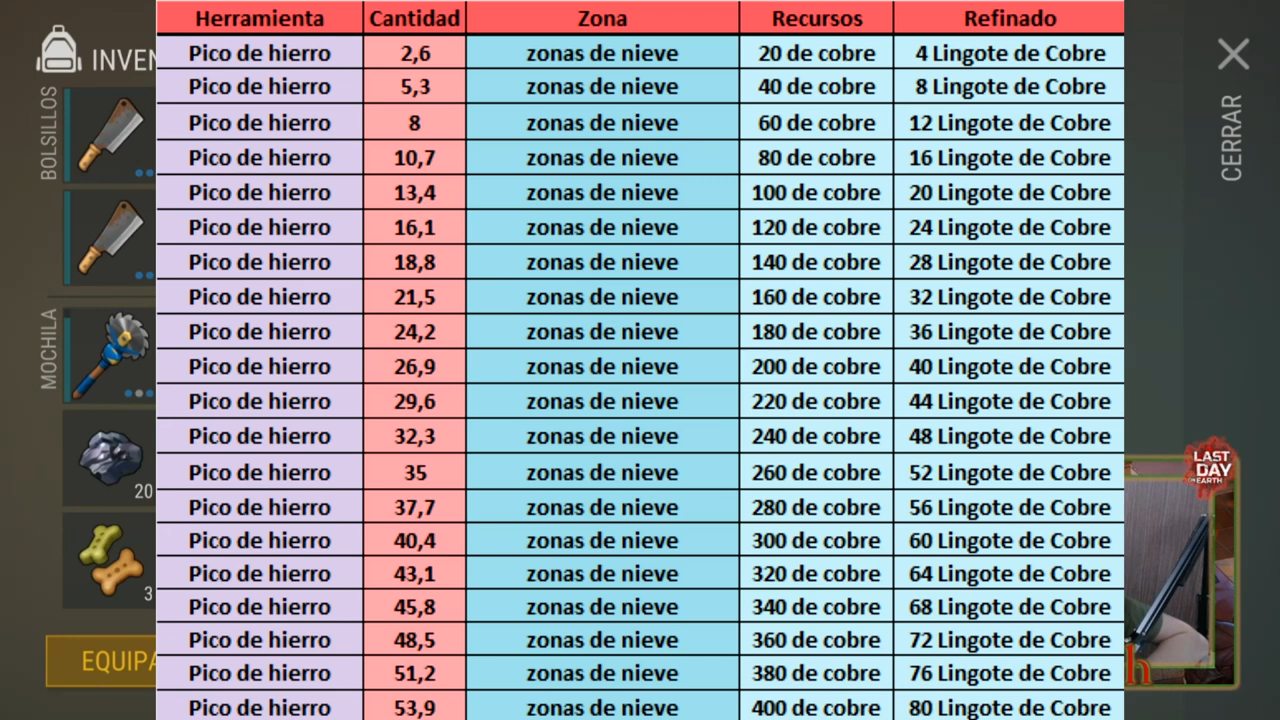 Herramienta Cantidad Zona Recursos Refinado
Pico de hierro 2,6 zonas de nieve 20 de cobre 4 Lingote de Cobre
Pico de hierro 5,3 zonas de nieve 40 de cobre 8 Lingote de Cobre
Pico de hierro 8 zonas de nieve 60 de cobre 12 Lingote de Cobre
Pico de hierro 10,7 zonas de nieve 80 de cobre 16 Lingote de Cobre
Pico de hierro 13,4 zonas de nieve 100 de cobre 20 Lingote de Cobre
Pico de hierro 16,1 zonas de nieve 120 de cobre 24 Lingote de Cobre
Pico de hierro 18,8 zonas de nieve 140 de cobre 28 Lingote de Cobre
Pico de hierro 21,5 zonas de nieve 160 de cobre 32 Lingote de Cobre
Pico de hierro 24,2 zonas de nieve 180 de cobre 36 Lingote de Cobre
Pico de hierro 26,9 zonas de nieve 200 de cobre 40 Lingote de Cobre
Pico de hierro 29,6 zonas de nieve 220 de cobre 44 Lingote de Cobre
Pico de hierro 32,3 zonas de nieve 240 de cobre 48 Lingote de Cobre
Pico de hierro 35 zonas de nieve 260 de cobre 52 Lingote de Cobre
Pico de hierro 37,7 zonas de nieve 280 de cobre 56 Lingote de Cobre
Pico de hierro 40,4 zonas de nieve 300 de cobre 60 Lingote de Cobre
Pico de hierro 43,1 zonas de nieve 320 de cobre 64 Lingote de Cobre
Pico de hierro 45,8 zonas de nieve 340 de cobre 68 Lingote de Cobre
Pico de hierro 48,5 zonas de nieve 360 de cobre 72 Lingote de Cobre
Pico de hierro 51,2 zonas de nieve 380 de cobre 76 Lingote de Cobre
Pico de hierro 53,9 zonas de nieve 400 de cobre 80 Lingote de Cobre
INVEN
BOLSILLOS
MOCHILA
20
3
EQUIPA
CERRAR
LAST
DAY
ON EARTH
h